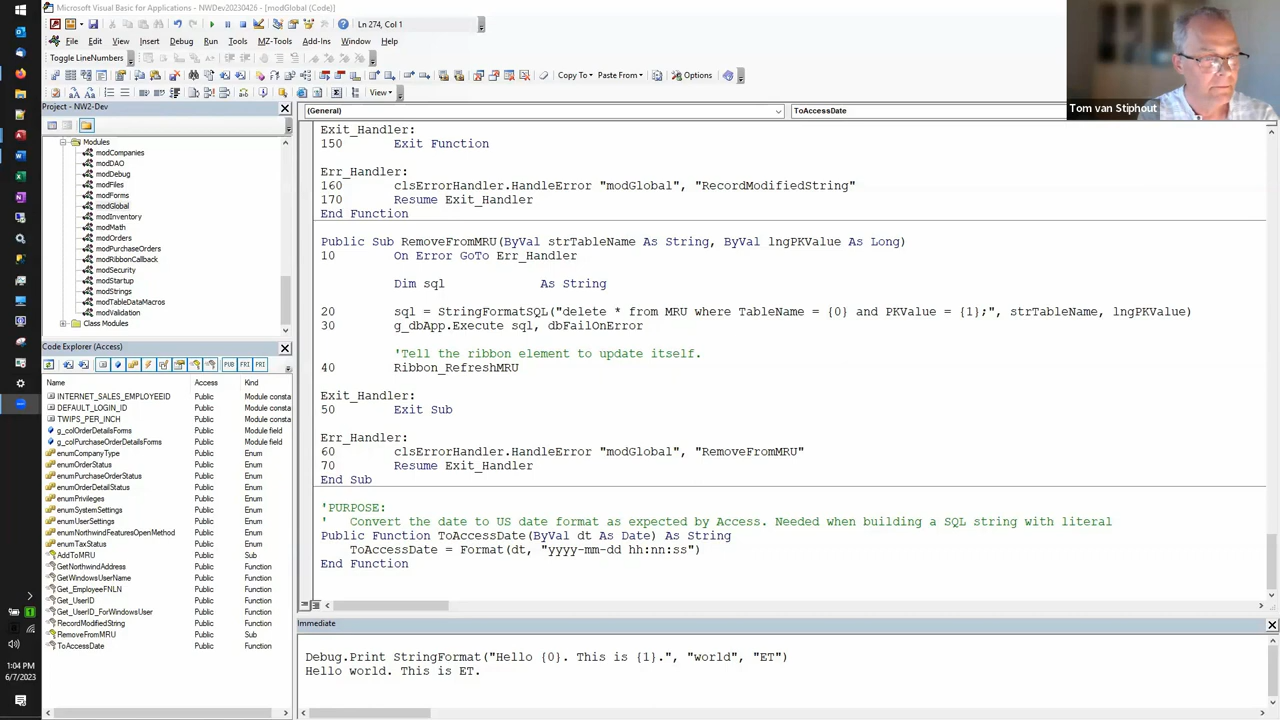 Microsoft Visual Basic for Applications - NWDev20230426 - [modGlobal (Code)]
Ln 274, Col 1
File Edit View Insert Debug Run Tools MZ-Tools Add-Ins Window Help
Toggle LineNumbers
Copy To Paste From Options
View
Tom van Stiphout
Project - NW2-Dev
Modules
modCompanies
modDAO
modDebug
modFiles
modForms
modGlobal
modInventory
modMath
modOrders
modPurchaseOrders
modRibbonCallback
modSecurity
modStartup
modStrings
modTableDataMacros
modValidation
Class Modules
Code Explorer (Access)
PUB FRI PRI
Name Access Kind
INTERNET_SALES_EMPLOYEEID Public Module consta
DEFAULT_LOGIN_ID Public Module consta
TWIPS_PER_INCH Public Module consta
g_colOrderDetailsForms Public Module field
g_colPurchaseOrderDetailsForms Public Module field
enumCompanyType Public Enum
enumOrderStatus Public Enum
enumPurchaseOrderStatus Public Enum
enumOrderDetailStatus Public Enum
enumPrivileges Public Enum
enumSystemSettings Public Enum
enumUserSettings Public Enum
enumNorthwindFeaturesOpenMethod Public Enum
enumTaxStatus Public Enum
AddToMRU Public Sub
GetNorthwindAddress Public Function
GetWindowsUserName Public Function
Get_EmployeeFNLN Public Function
Get_UserID Public Function
Get_UserID_ForWindowsUser Public Function
RecordModifiedString Public Function
RemoveFromMRU Public Sub
ToAccessDate Public Function
(General) ToAccessDate
Exit_Handler:
150 Exit Function
Err_Handler:
160 clsErrorHandler.HandleError "modGlobal", "RecordModifiedString"
170 Resume Exit_Handler
End Function
Public Sub RemoveFromMRU(ByVal strTableName As String, ByVal lngPKValue As Long)
10 On Error GoTo Err_Handler
Dim sql As String
20 sql = StringFormatSQL("delete * from MRU where TableName = {0} and PKValue = {1};", strTableName, lngPKValue)
30 g_dbApp.Execute sql, dbFailOnError
'Tell the ribbon element to update itself.
40 Ribbon_RefreshMRU
Exit_Handler:
50 Exit Sub
Err_Handler:
60 clsErrorHandler.HandleError "modGlobal", "RemoveFromMRU"
70 Resume Exit_Handler
End Sub
'PURPOSE:
' Convert the date to US date format as expected by Access. Needed when building a SQL string with literal
Public Function ToAccessDate(ByVal dt As Date) As String
ToAccessDate = Format(dt, "yyyy-mm-dd hh:nn:ss")
End Function
Immediate
Debug.Print StringFormat("Hello {0}. This is {1}.", "world", "ET")
Hello world. This is ET.
1:04 PM
6/7/2023